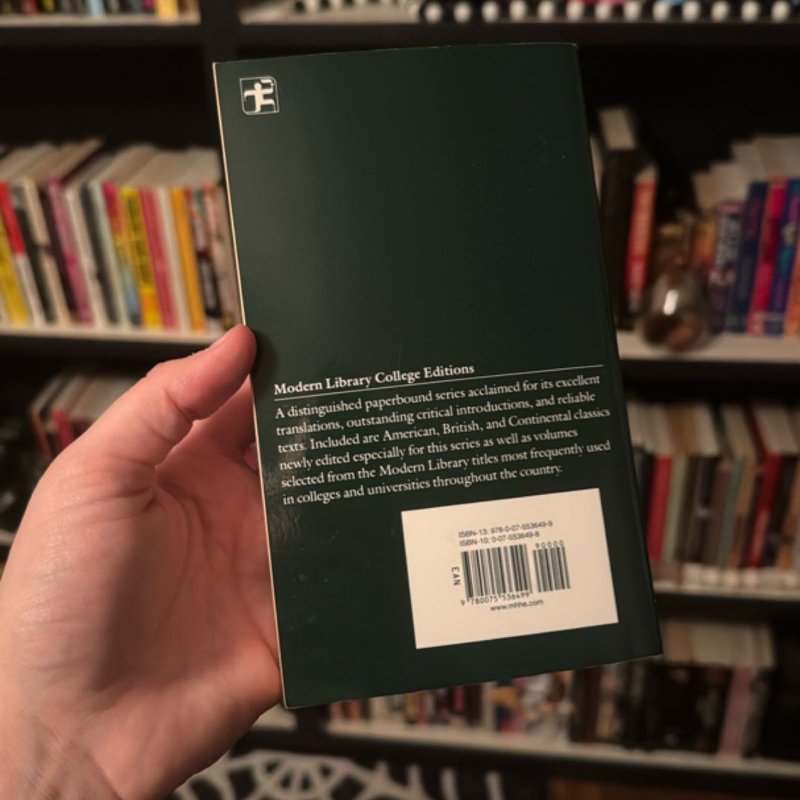 Modern Library College Editions
A distinguished paperbound series acclaimed for its excellent
translations, outstanding critical introductions, and reliable
texts. Included are American, British, and Continental classics
newly edited especially for this series as well as volumes
selected from the Modern Library titles most frequently used
in colleges and universities throughout the country.
ISBN-13: 978-0-07-553649-9
ISBN-10: 0-07-553649-8
90000
EAN
9 780075 536499
www.mhhe.com